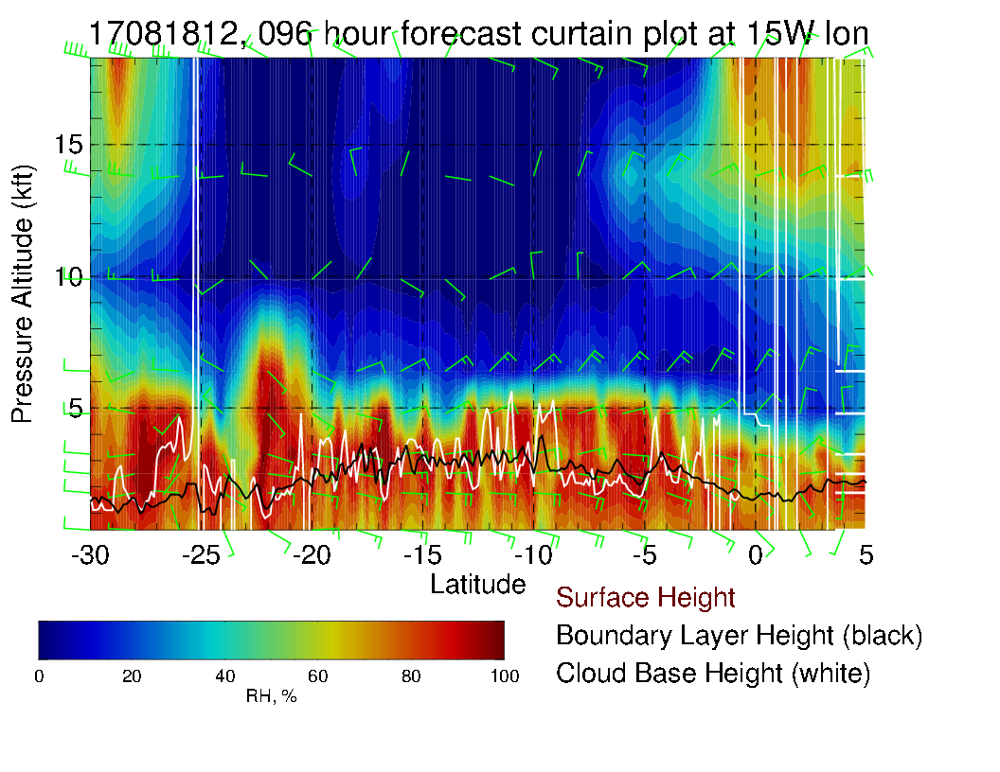 17081812, 096 hour forecast curtain plot at 15W lon
15
10
5
Pressure Altitude (kft)
-30 -25 -20 -15 -10 -5 0 5
Latitude
Surface Height
Boundary Layer Height (black)
Cloud Base Height (white)
0 20 40 60 80 100
RH, %